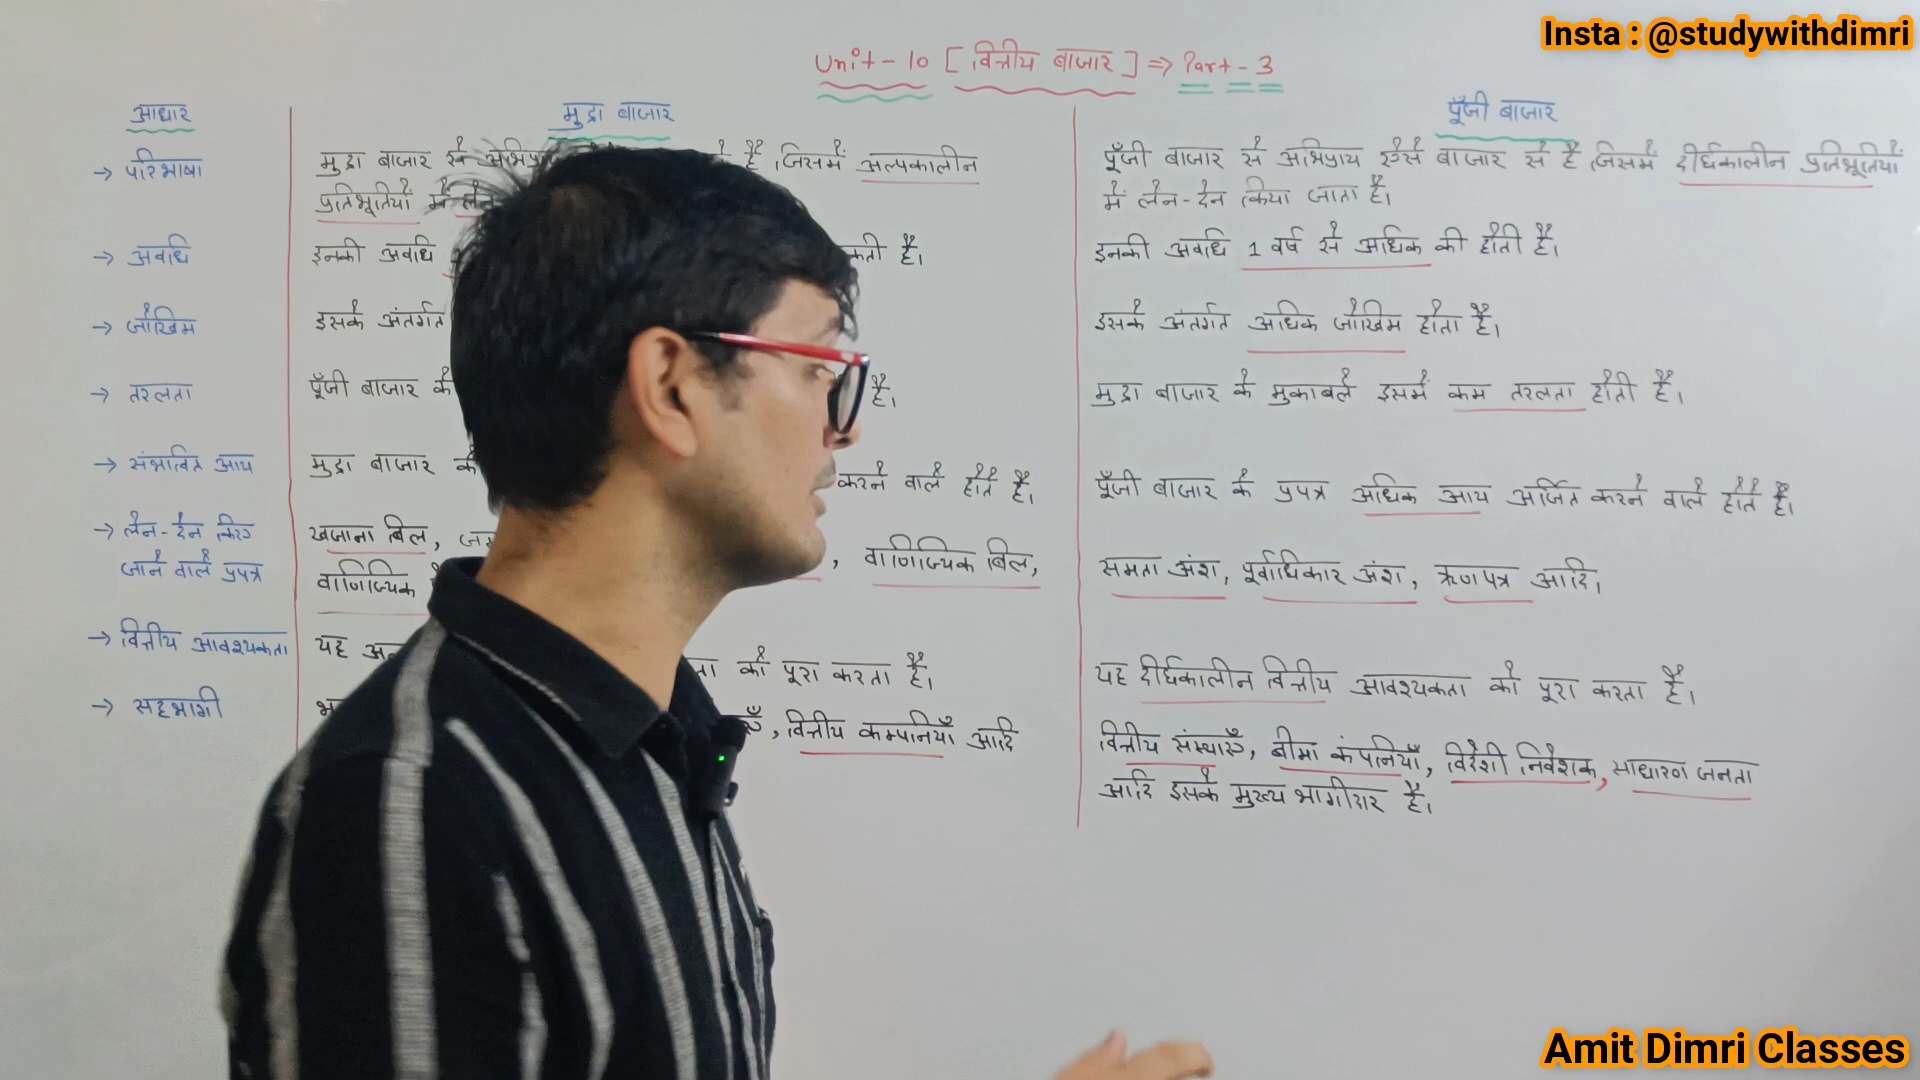 Insta : @studywithdimri
Unit - 10 [ वित्तीय बाजार ] ⇒ Part - 3
आधार
मुद्रा बाजार
पूँजी बाजार
→ परिभाषा
मुद्रा बाजार से है, जिसमें अल्पकालीन
प्रतिभूतियों में
पूँजी बाजार से अभिप्राय ऐसे बाजार से है जिसमें दीर्घकालीन प्रतिभूतियों
में लेन-देन किया जाता है।
→ अवधि
इनकी अवधि है।
इनकी अवधि 1 वर्ष से अधिक की होती है।
→ जोखिम
इसके अंतर्गत
इसके अंतर्गत अधिक जोखिम होता है।
→ तरलता
पूँजी बाजार के है।
मुद्रा बाजार के मुकाबले इसमें कम तरलता होती है।
→ संभावित आय
मुद्रा बाजार के करने वाले होते हैं।
पूँजी बाजार के प्रपत्र अधिक आय अर्जित करने वाले होते हैं।
→ लेन-देन किए
जाने वाले प्रपत्र
खजाना बिल, , वाणिज्यिक बिल,
वाणिज्यिक
समता अंश, पूर्वाधिकार अंश, ऋणपत्र आदि।
→ वित्तीय आवश्यकता
यह को पूरा करता है।
यह दीर्घकालीन वित्तीय आवश्यकता को पूरा करता है।
→ सहभागी
, वित्तीय कम्पनियाँ आदि
वित्तीय संस्थाएँ, बीमा कंपनियाँ, विदेशी निवेशक, साधारण जनता
आदि इसके मुख्य भागीदार हैं।
Amit Dimri Classes